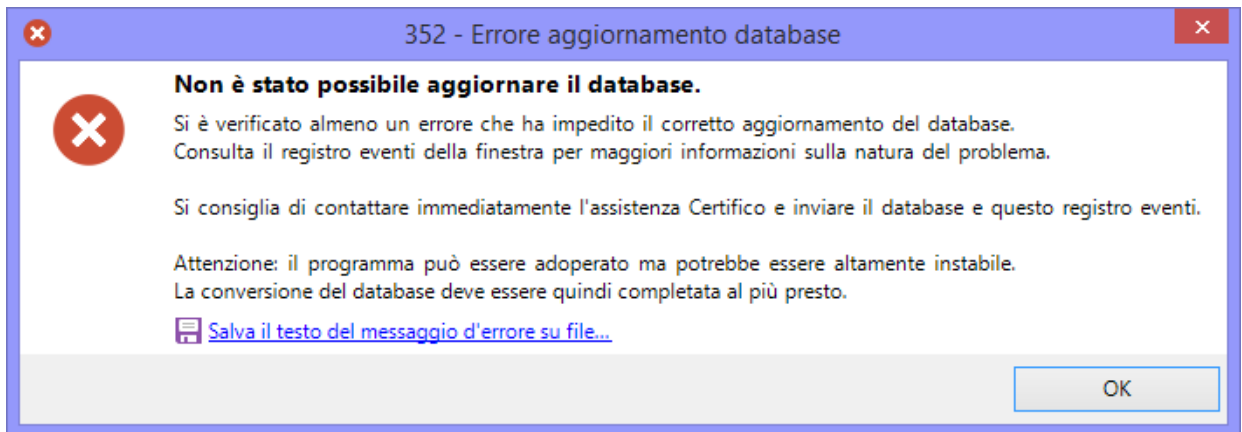 352 - Errore aggiornamento database
Non è stato possibile aggiornare il database.
Si è verificato almeno un errore che ha impedito il corretto aggiornamento del database.
Consulta il registro eventi della finestra per maggiori informazioni sulla natura del problema.
Si consiglia di contattare immediatamente l'assistenza Certifico e inviare il database e questo registro eventi.
Attenzione: il programma può essere adoperato ma potrebbe essere altamente instabile.
La conversione del database deve essere quindi completata al più presto.
Salva il testo del messaggio d'errore su file...
OK